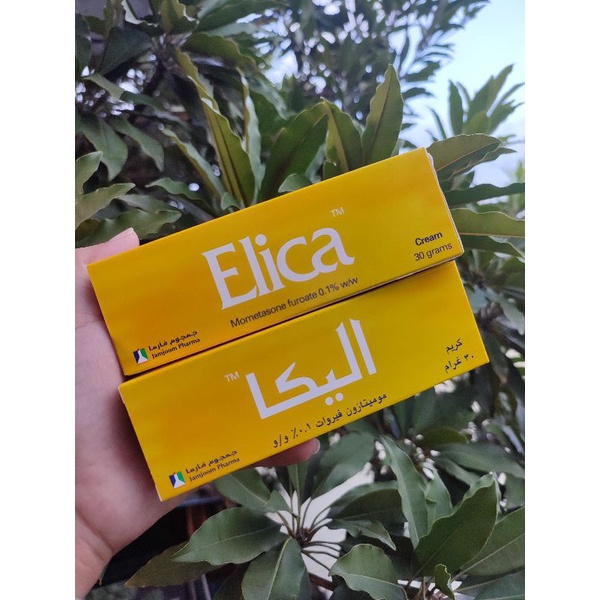 Elica™
Cream
30 grams
Mometasone furoate 0.1% w/w
جمجوم فارما
Jamjoom Pharma
اليكا™
كريم
٣٠ غرام
موميتازون فيروات ٠.١٪ و/و
جمجوم فارما
Jamjoom Pharma